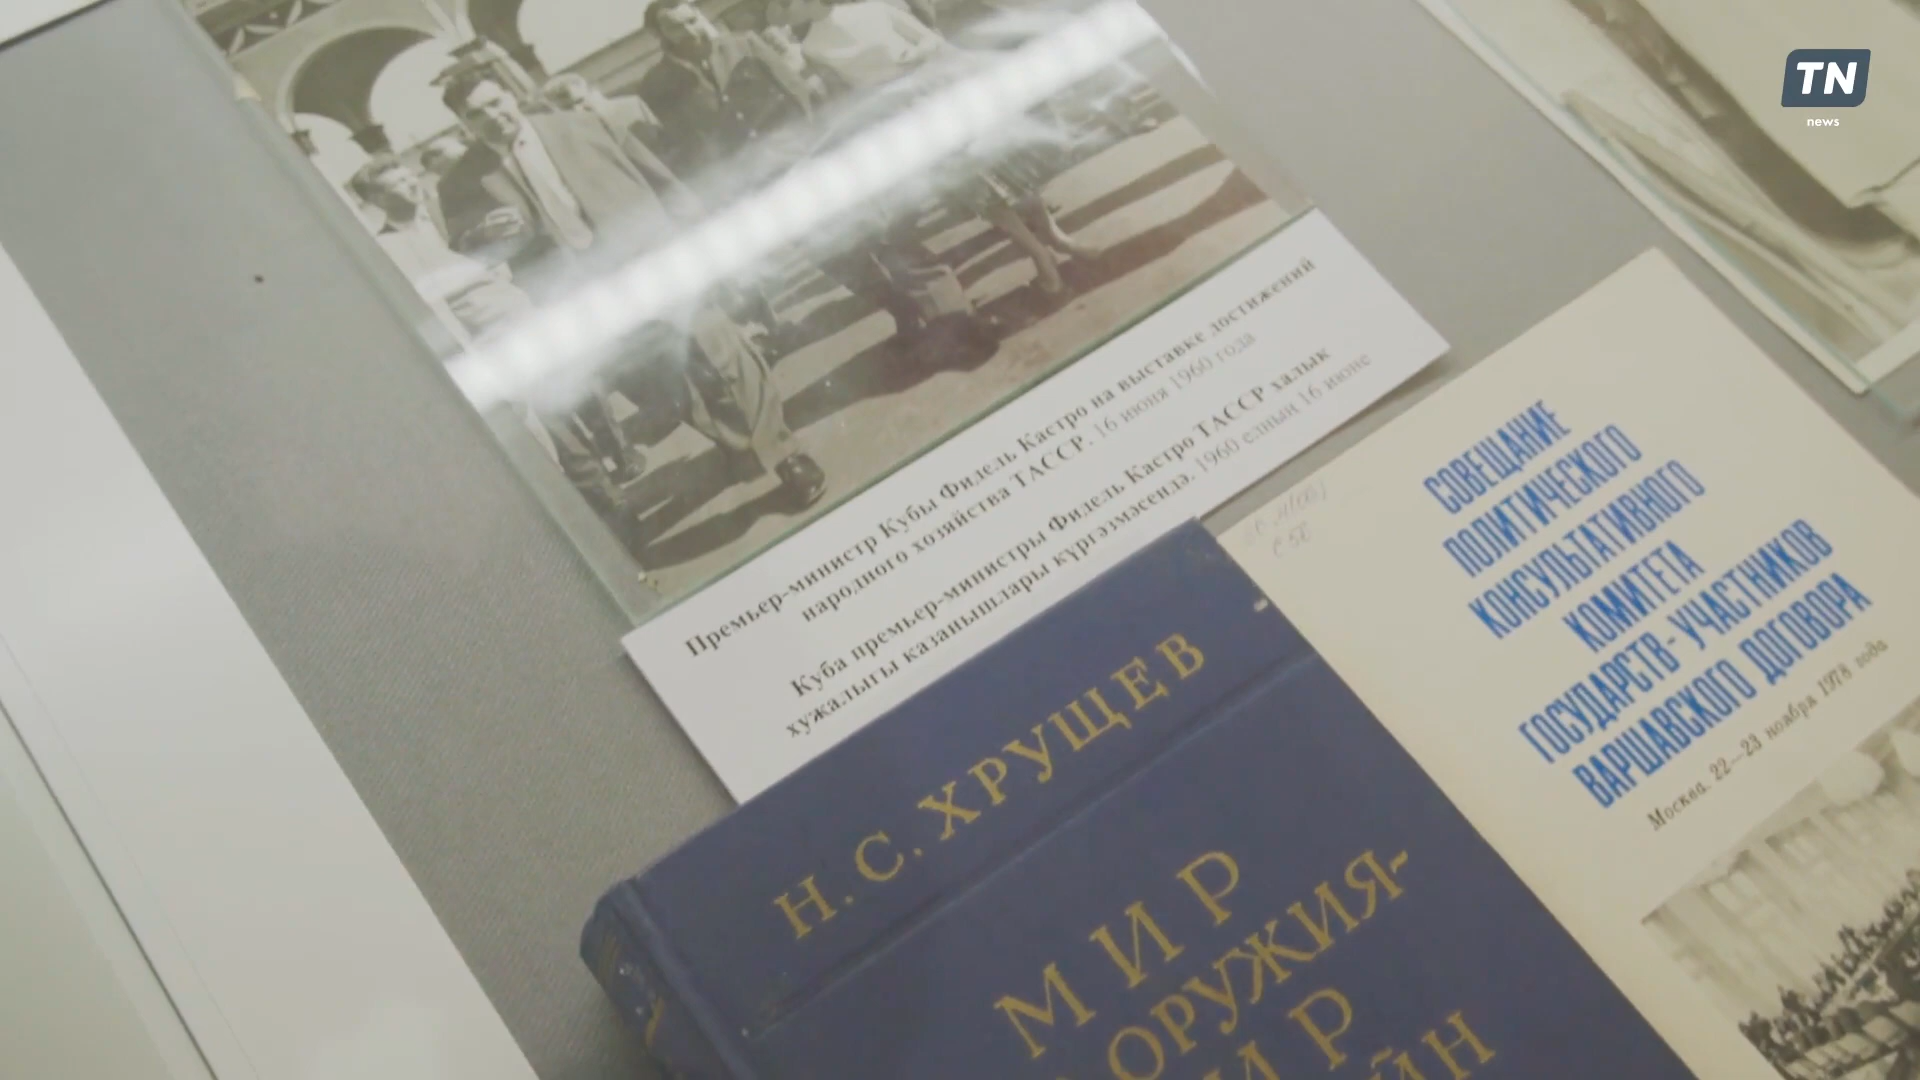 TN
news
Премьер-министр Кубы Фидель Кастро на выставке достижений
народного хозяйства ТАССР. 16 июня 1960 года
Куба премьер-министры Фидель Кастро ТАССР халык
хуҗалыгы казанышлары күргәзмәсендә. 1960 елның 16 июне
СОВЕЩАНИЕ
ПОЛИТИЧЕСКОГО
КОНСУЛЬТАТИВНОГО
КОМИТЕТА
ГОСУДАРСТВ-УЧАСТНИКОВ
ВАРШАВСКОГО ДОГОВОРА
Москва. 22—23 ноября 1978 года
Н.С. ХРУЩЕВ
МИР
ОРУЖИЯ-
ИР
ЙН